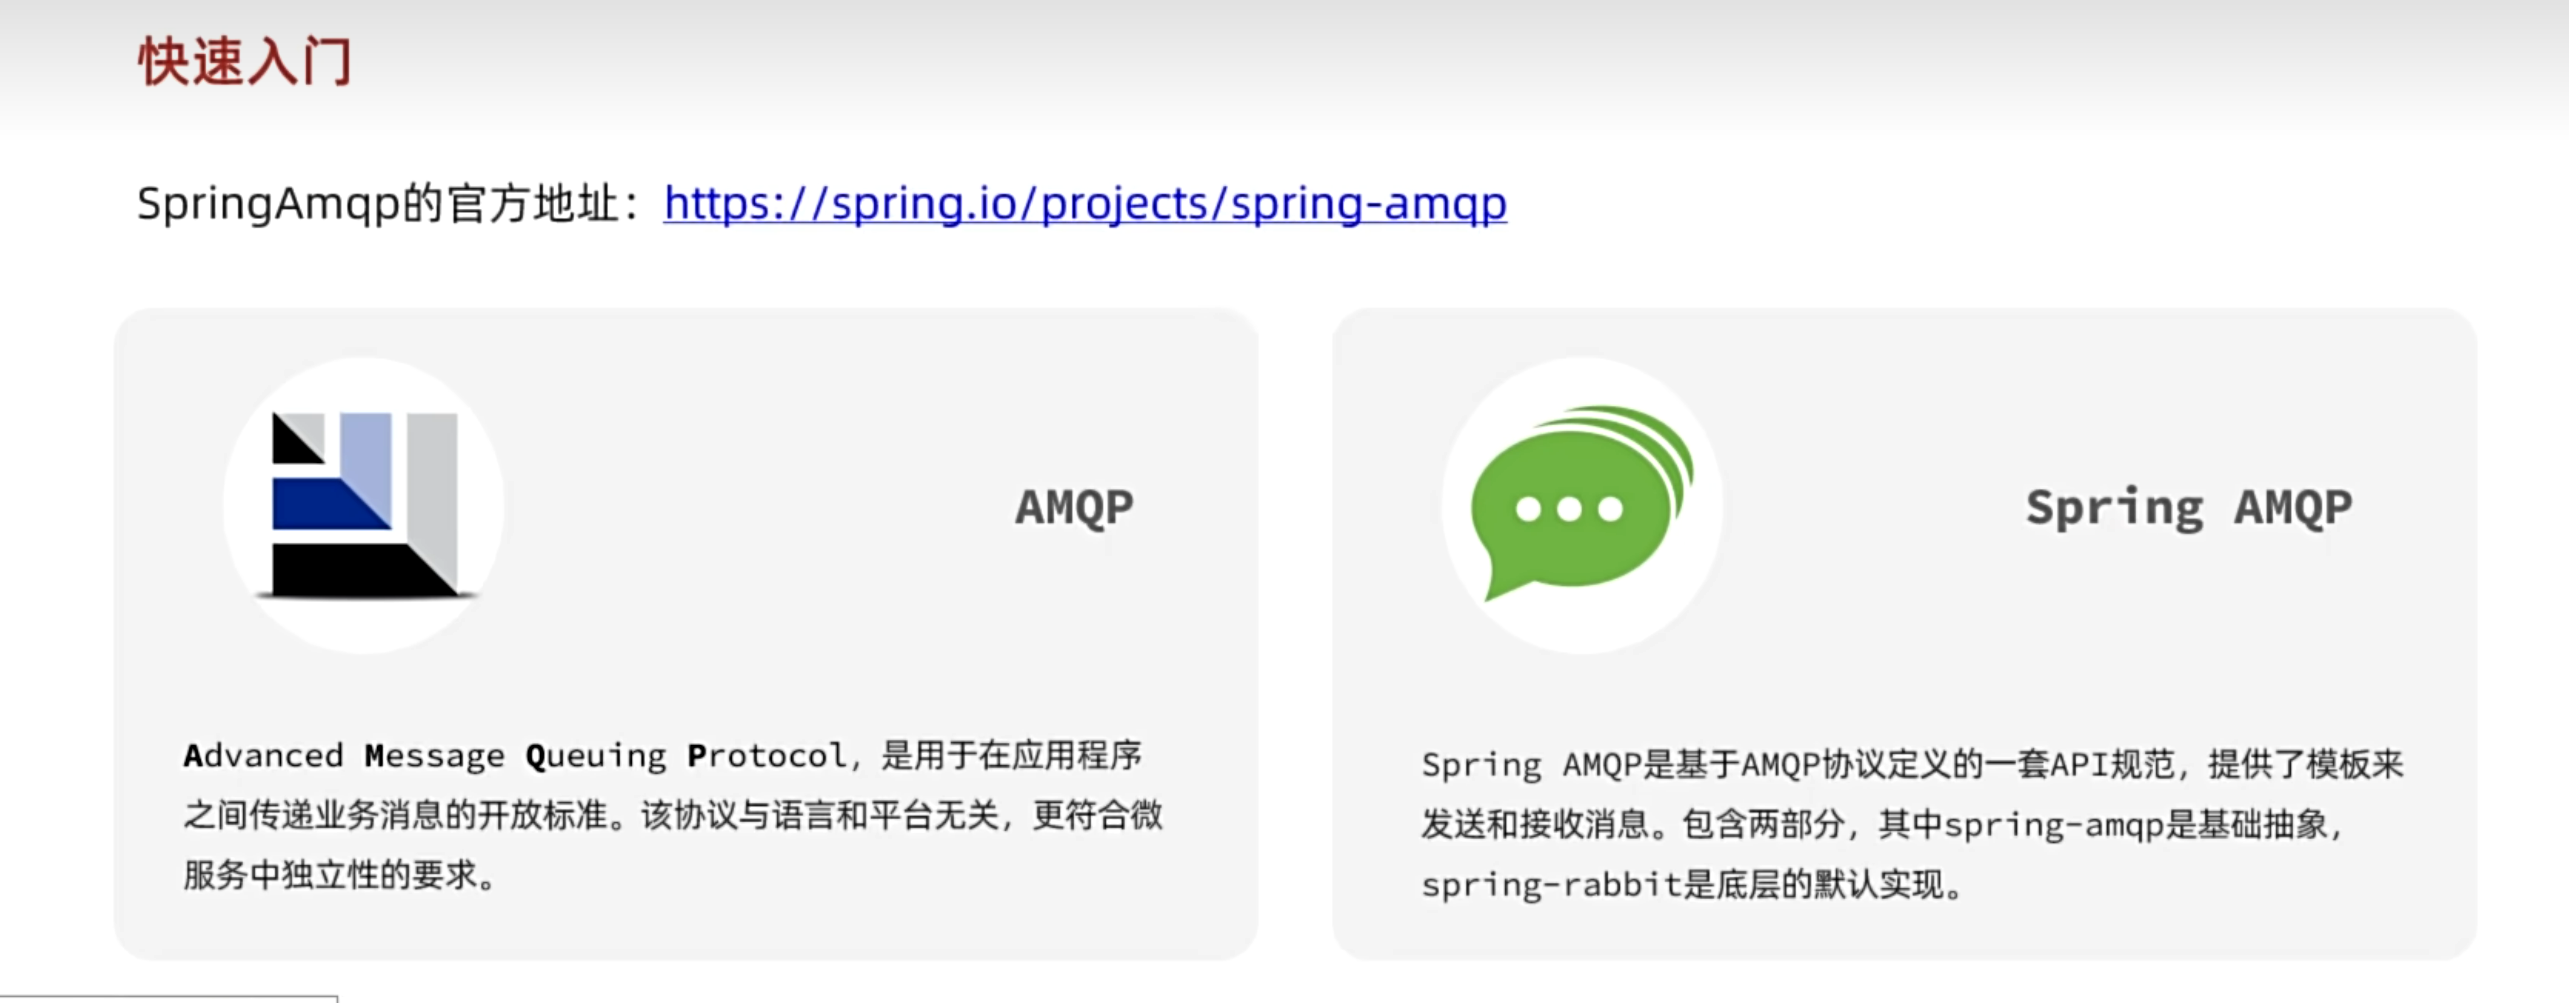 快速入门
SpringAmqp的官方地址：https://spring.io/projects/spring-amqp
AMQP
Advanced Message Queuing Protocol，是用于在应用程序
之间传递业务消息的开放标准。该协议与语言和平台无关，更符合微
服务中独立性的要求。
Spring AMQP
Spring AMQP是基于AMQP协议定义的一套API规范，提供了模板来
发送和接收消息。包含两部分，其中spring-amqp是基础抽象，
spring-rabbit是底层的默认实现。